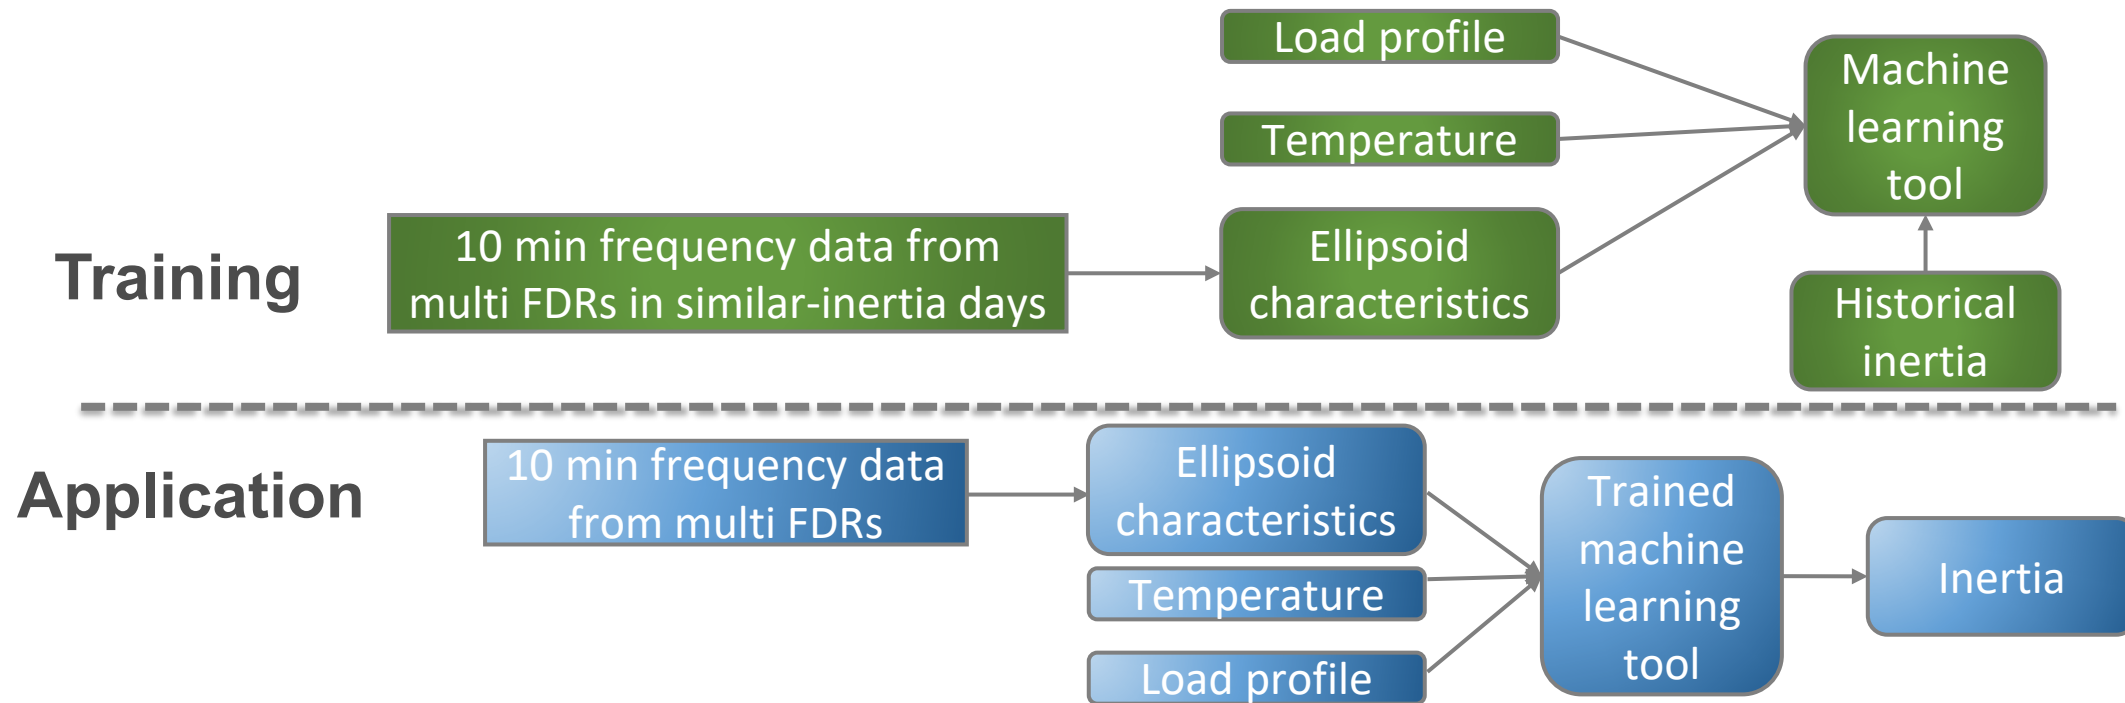 Load profile
Temperature
Machine
learning
tool
Training
10 min frequency data from
multi FDRs in similar-inertia days
Ellipsoid
characteristics
Historical
inertia
Application
10 min frequency data
from multi FDRs
Ellipsoid
characteristics
Temperature
Load profile
Trained
machine
learning
tool
Inertia